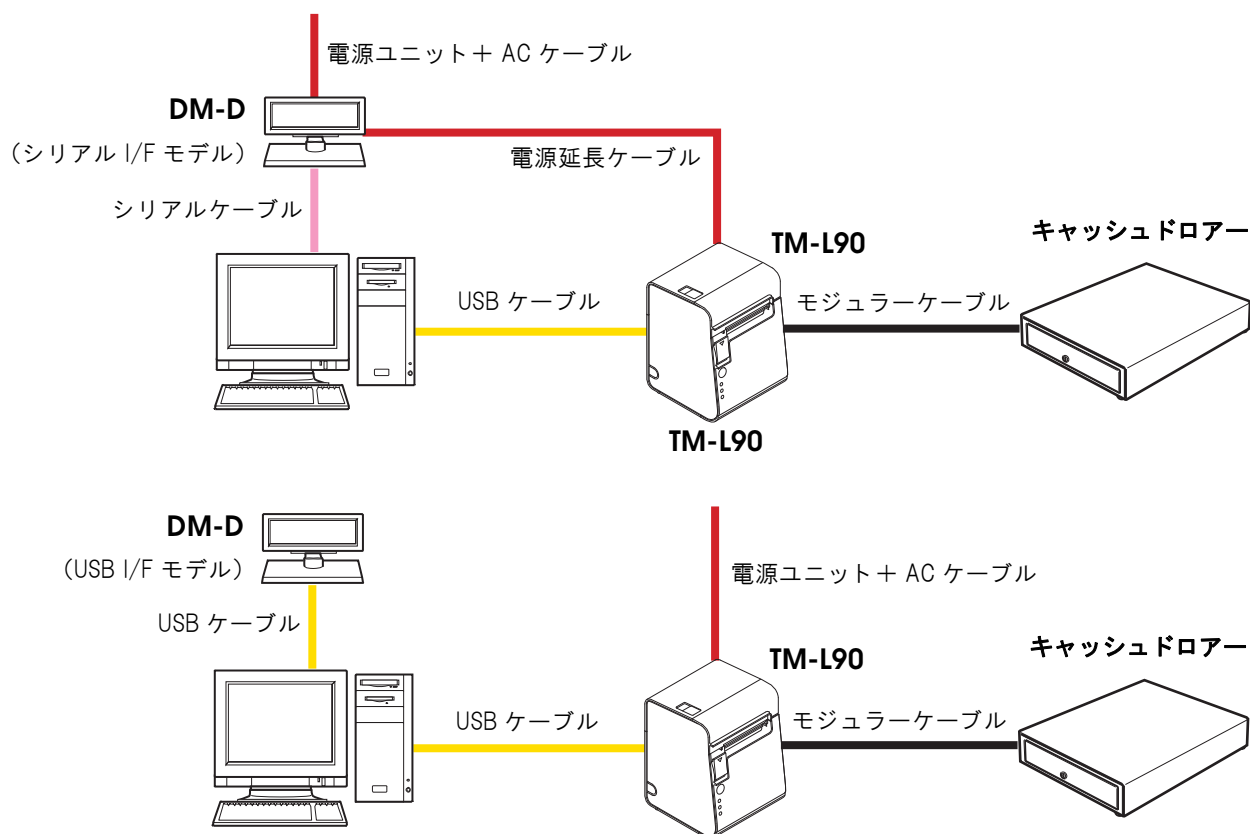 電源ユニット＋ AC ケーブル
DM-D
（シリアル I/F モデル）
電源延長ケーブル
シリアルケーブル
TM-L90
キャッシュドロアー
USB ケーブル
モジュラーケーブル
TM-L90
DM-D
（USB I/F モデル）
電源ユニット＋ AC ケーブル
USB ケーブル
TM-L90
キャッシュドロアー
USB ケーブル
モジュラーケーブル